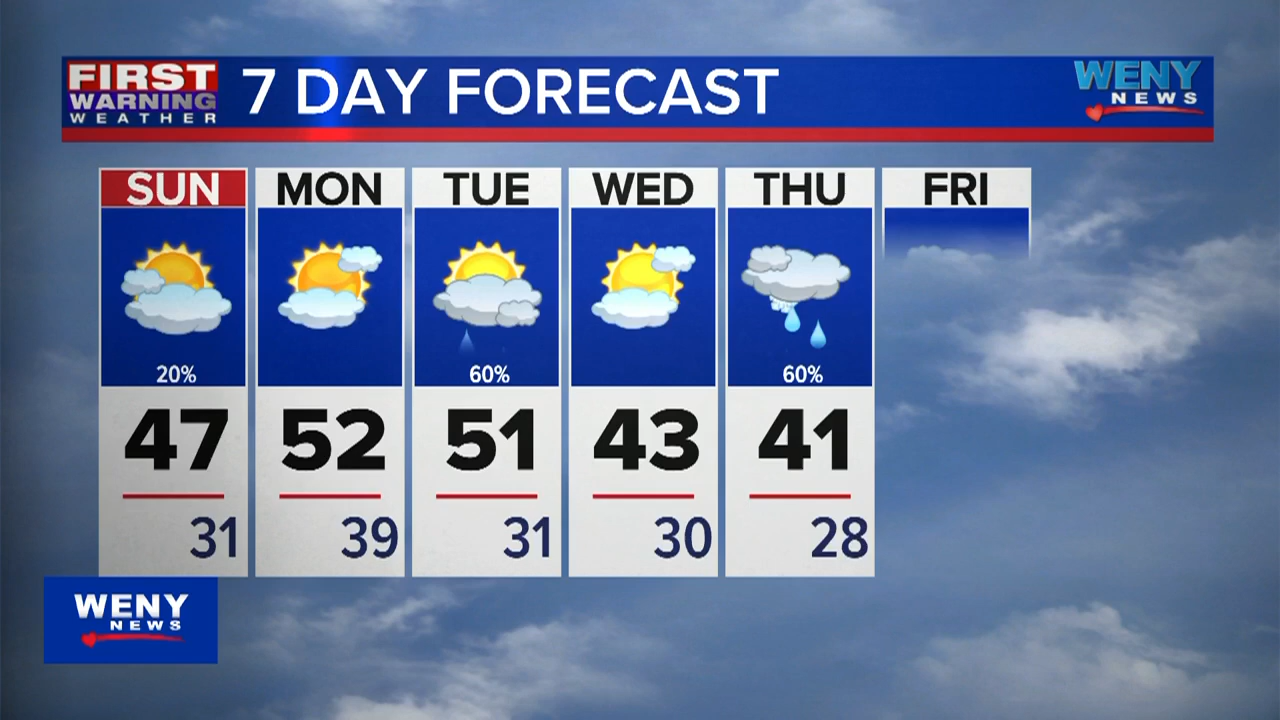 FIRST
WARNING
WEATHER
7 DAY FORECAST
WENY
NEWS
SUN MON TUE WED THU FRI
20% 60% 60%
47 52 51 43 41
31 39 31 30 28
WENY
NEWS